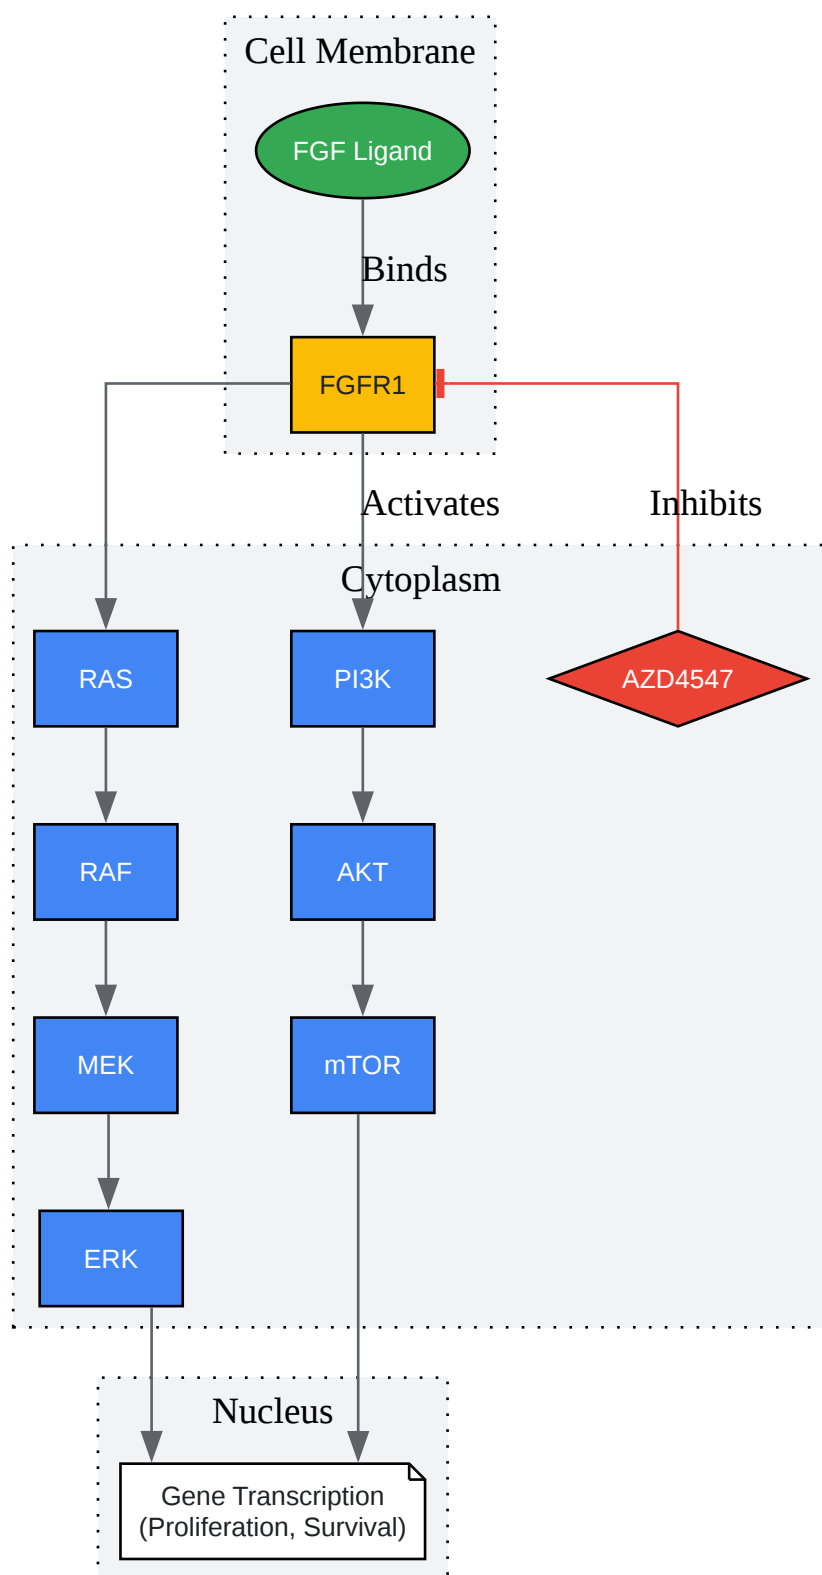 Cell Membrane
FGF Ligand
Binds
FGFR1
Activates
Inhibits
Cytoplasm
RAS
PI3K
AZD4547
RAF
AKT
MEK
mTOR
ERK
Nucleus
Gene Transcription
(Proliferation, Survival)